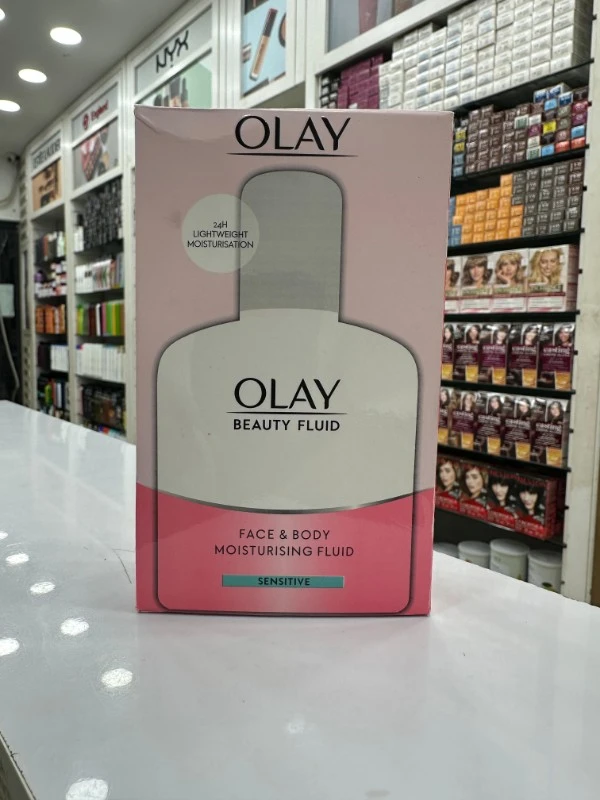 NYX
OLAY
24H
LIGHTWEIGHT
MOISTURISATION
OLAY
BEAUTY FLUID
FACE & BODY
MOISTURISING FLUID
SENSITIVE